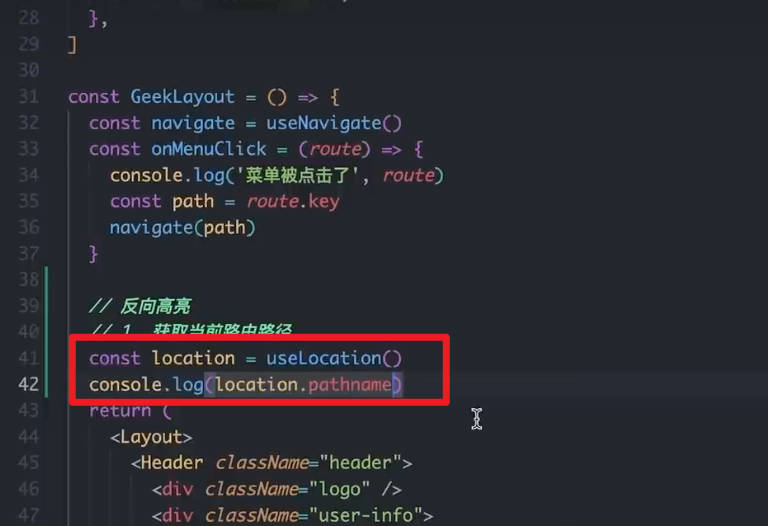 28 },
29 ]
30
31 const GeekLayout = () => {
32 const navigate = useNavigate()
33 const onMenuClick = (route) => {
34 console.log('菜单被点击了', route)
35 const path = route.key
36 navigate(path)
37 }
38
39 // 反向高亮
40 // 1. 获取当前路由路径
41 const location = useLocation()
42 console.log(location.pathname)
43 return (
44 <Layout>
45 <Header className="header">
46 <div className="logo" />
47 <div className="user-info">